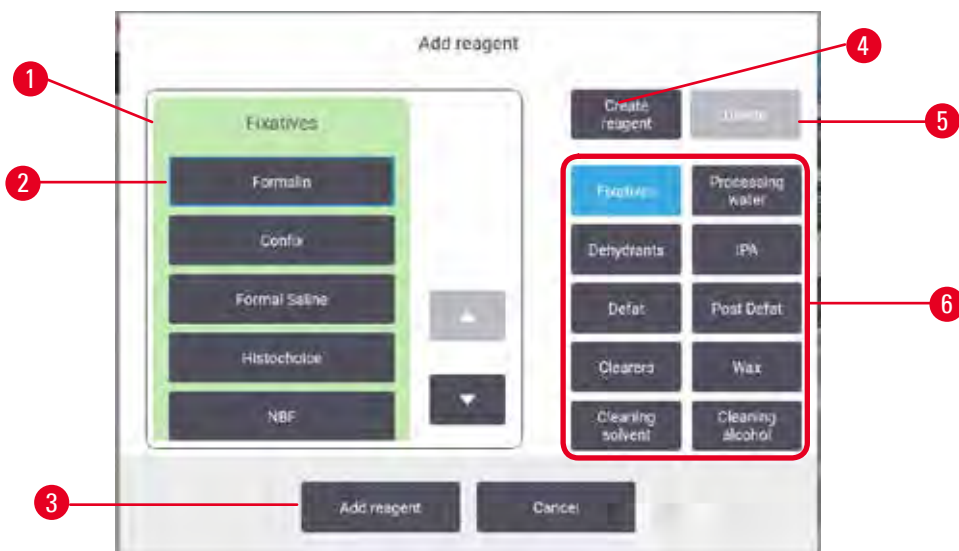 Add reagent
4
1
Create
reagent
Delete
5
Fixatives
2
Formalin
Fixatives
Processing
water
Confix
Dehydrants
IPA
Formal Saline
Defat
Post Defat
6
Histochoice
Clearers
Wax
NBF
Cleaning
solvent
Cleaning
alcohol
3
Add reagent
Cancel